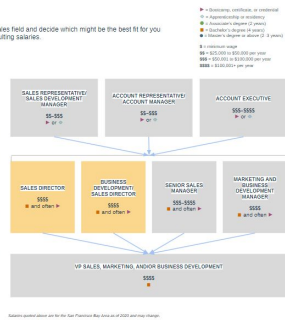 ► = Bootcamp, certificate, or credential
= Apprenticeship or residency
= Associate's degree (2 years)
= Bachelor's degree (4 years)
= Master's degree or above (2-3 years)
ales field and decide which might be the best fit for you
ulting salaries.
$ = minimum wage
$$ = $25,000 to $50,000 per year
$$$ = $50,001 to $100,000 per year
$$$$ = $100,001+ per year
SALES REPRESENTATIVE/
SALES DEVELOPMENT
MANAGER
$$–$$$
► or
ACCOUNT REPRESENTATIVE/
ACCOUNT MANAGER
$$–$$$
► or
ACCOUNT EXECUTIVE
$$$–$$$$
► or
SALES DIRECTOR
$$$$
■ and often ►
BUSINESS
DEVELOPMENT/
SALES DIRECTOR
$$$$
■ and often ►
SENIOR SALES
MANAGER
$$$–$$$$
■ and often ►
MARKETING AND
BUSINESS
DEVELOPMENT
MANAGER
$$$$
■ and often ►
VP SALES, MARKETING, AND/OR BUSINESS DEVELOPMENT
$$$$
■
Salaries quoted above are for the San Francisco Bay Area as of 2020 and may change.